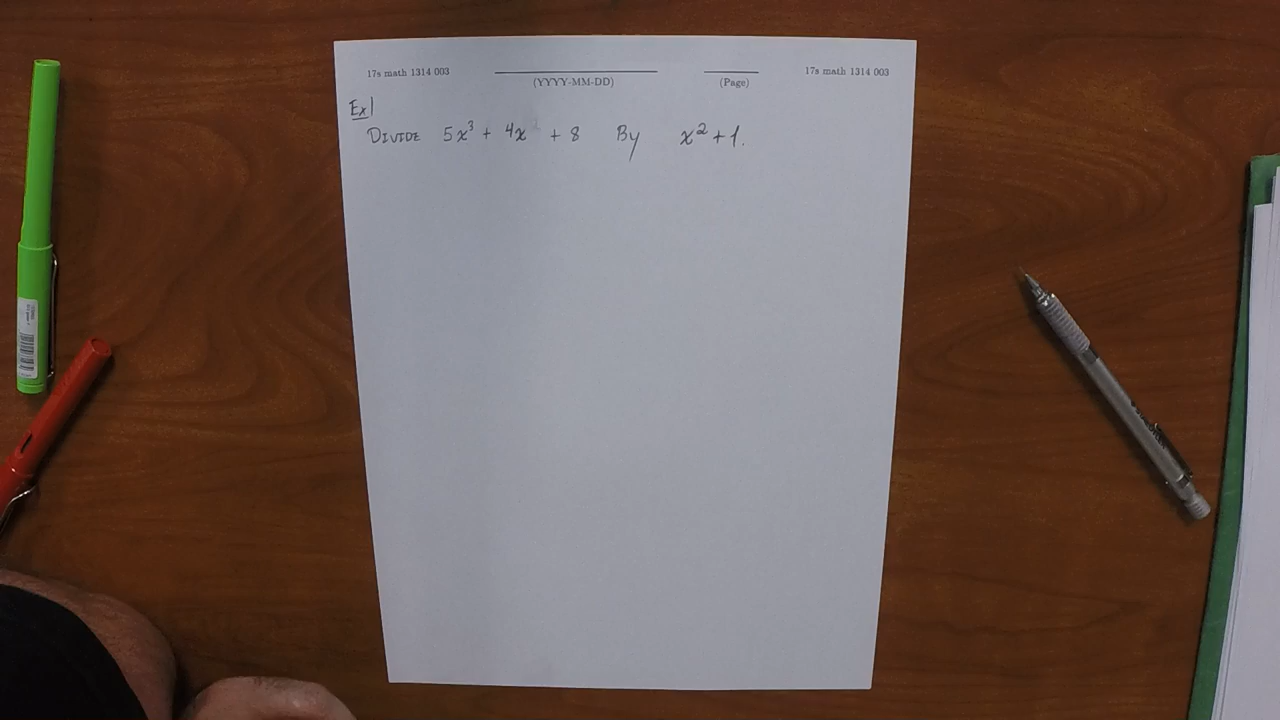 17s math 1314 003 (YYYY-MM-DD) (Page) 17s math 1314 003
Ex1
DIVIDE 5x³ + 4x + 8 By x² + 1.